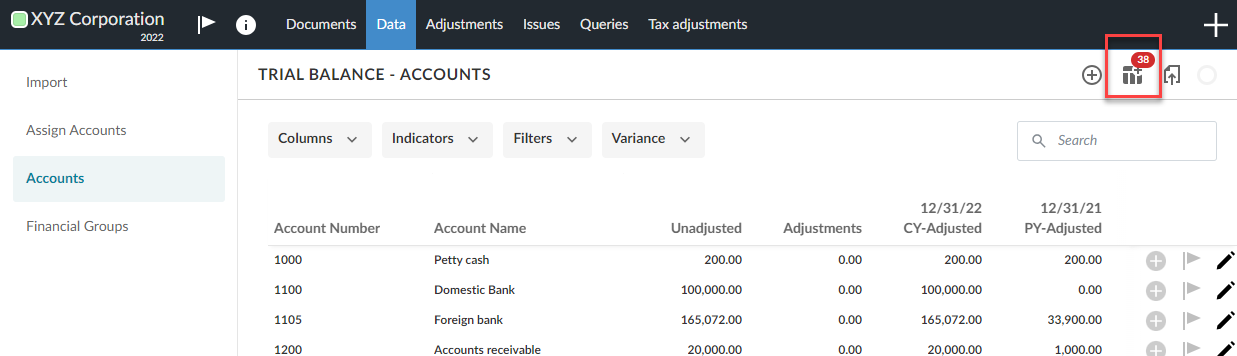 XYZ Corporation
2022
Documents Data Adjustments Issues Queries Tax adjustments
Import
Assign Accounts
Accounts
Financial Groups
TRIAL BALANCE - ACCOUNTS
38
Columns Indicators Filters Variance
Search
12/31/22 12/31/21
Account Number Account Name Unadjusted Adjustments CY-Adjusted PY-Adjusted
1000 Petty cash 200.00 0.00 200.00 200.00
1100 Domestic Bank 100,000.00 0.00 100,000.00 0.00
1105 Foreign bank 165,072.00 0.00 165,072.00 33,900.00
1200 Accounts receivable 20,000.00 0.00 20,000.00 1,000.00